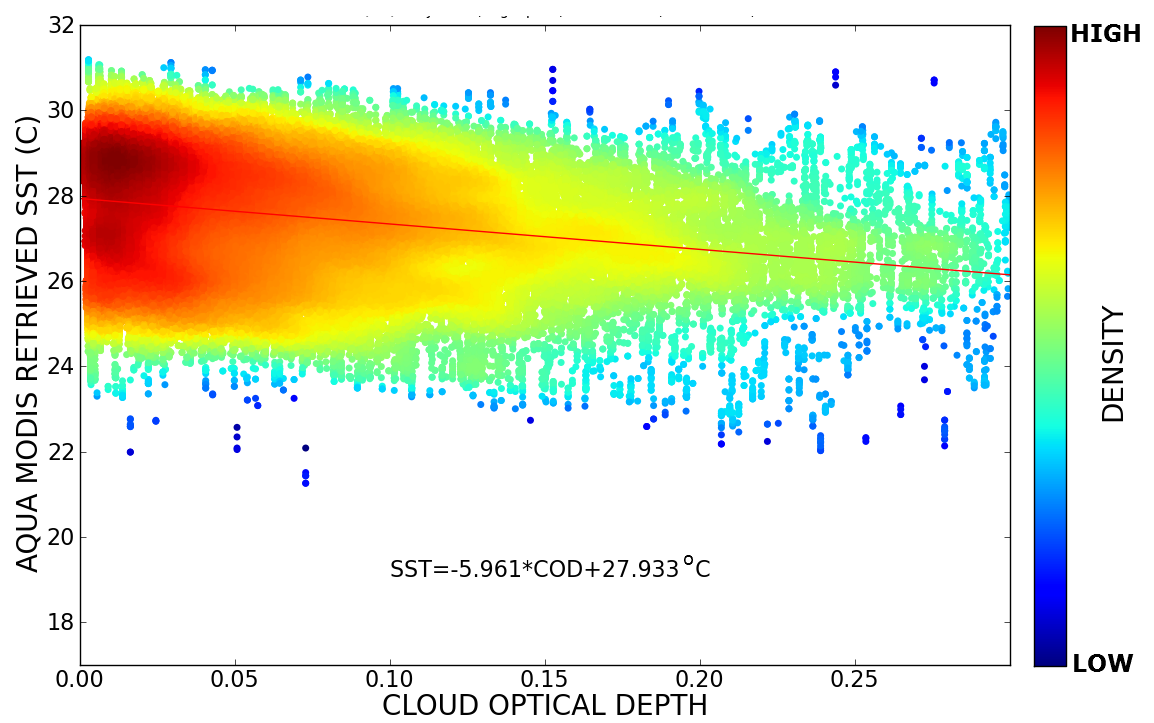 32
30
28
26
24
22
20
18
AQUA MODIS RETRIEVED SST (C)
SST=-5.961*COD+27.933°C
0.00 0.05 0.10 0.15 0.20 0.25
CLOUD OPTICAL DEPTH
HIGH
DENSITY
LOW